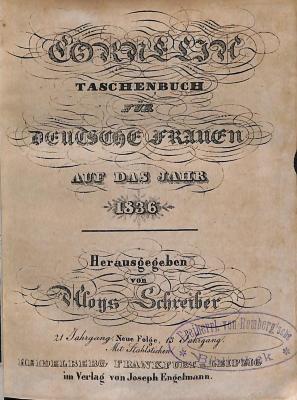 CORNELIA
TASCHENBUCH
FÜR
DEUTSCHE FRAUEN
AUF DAS JAHR
1836
Herausgegeben
von
Aloys Schreiber
21 Jahrgang. Neue Folge, 13 Jahrgang.
Mit Stahlstichen
HEIDELBERG FRANKFURT LEIPZIG
im Verlag von Joseph Engelmann.